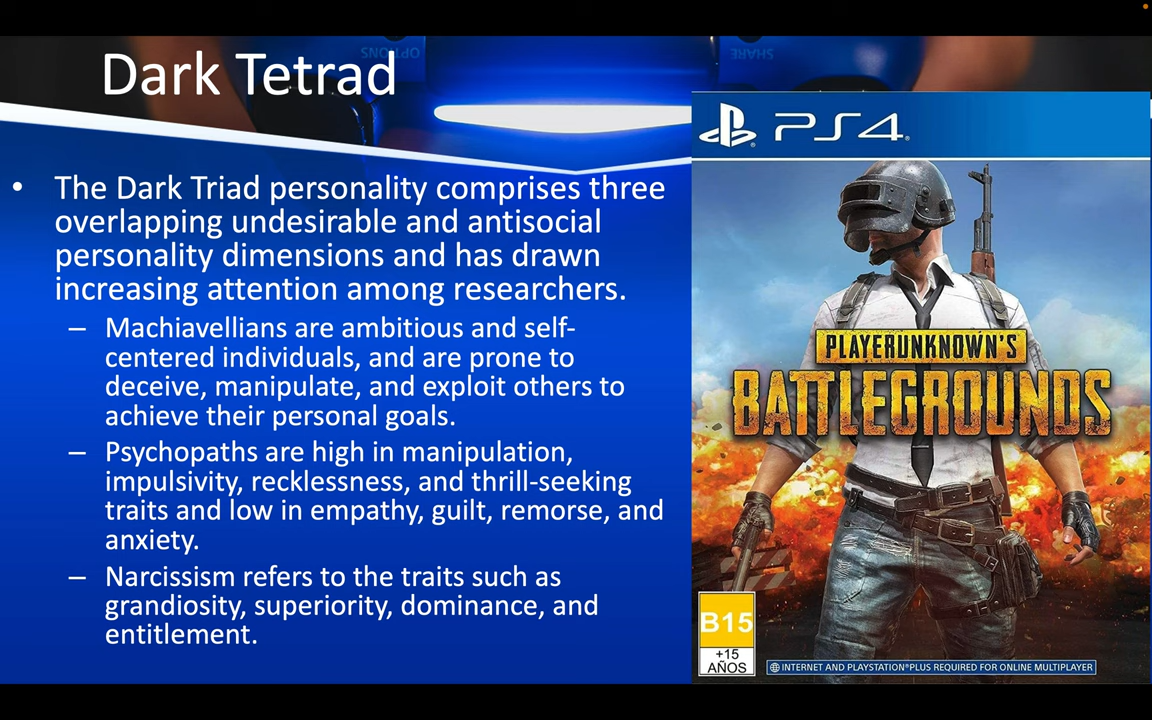 OPTIONS
SHARE
Dark Tetrad
• The Dark Triad personality comprises three
overlapping undesirable and antisocial
personality dimensions and has drawn
increasing attention among researchers.
– Machiavellians are ambitious and self-
centered individuals, and are prone to
deceive, manipulate, and exploit others to
achieve their personal goals.
– Psychopaths are high in manipulation,
impulsivity, recklessness, and thrill-seeking
traits and low in empathy, guilt, remorse, and
anxiety.
– Narcissism refers to the traits such as
grandiosity, superiority, dominance, and
entitlement.
PS4
PLAYERUNKNOWN'S
BATTLEGROUNDS
B15
+15
AÑOS
INTERNET AND PLAYSTATION®PLUS REQUIRED FOR ONLINE MULTIPLAYER